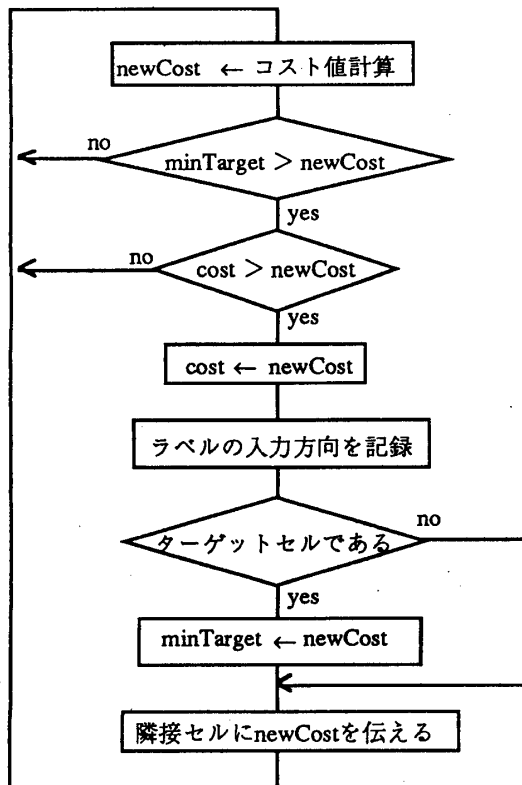 newCost ← コスト値計算
no
minTarget > newCost
yes
no
cost > newCost
yes
cost ← newCost
ラベルの入力方向を記録
no
ターゲットセルである
yes
minTarget ← newCost
隣接セルにnewCostを伝える